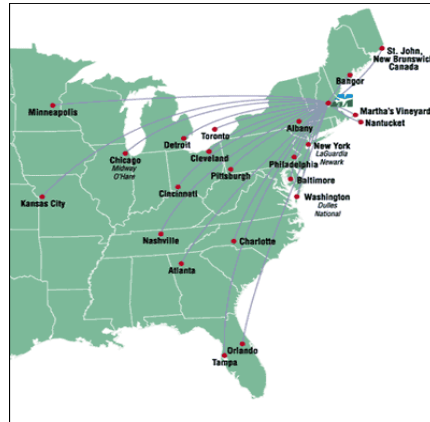 St. John,
New Brunswick
Canada
Bangor
Minneapolis
Martha's Vineyard
Nantucket
Albany
Toronto
Detroit
Cleveland
New York
LaGuardia
Newark
Chicago
Midway
O'Hare
Philadelphia
Pittsburgh
Baltimore
Cincinnati
Washington
Dulles
National
Kansas City
Nashville
Charlotte
Atlanta
Orlando
Tampa